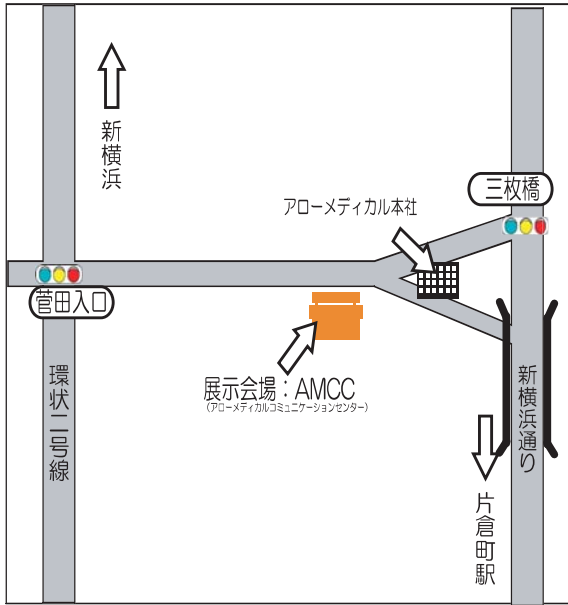 新横浜
三枚橋
アローメディカル本社
菅田入口
展示会場：AMCC
（アローメディカルコミュニケーションセンター）
環状二号線
新横浜通り
片倉町駅